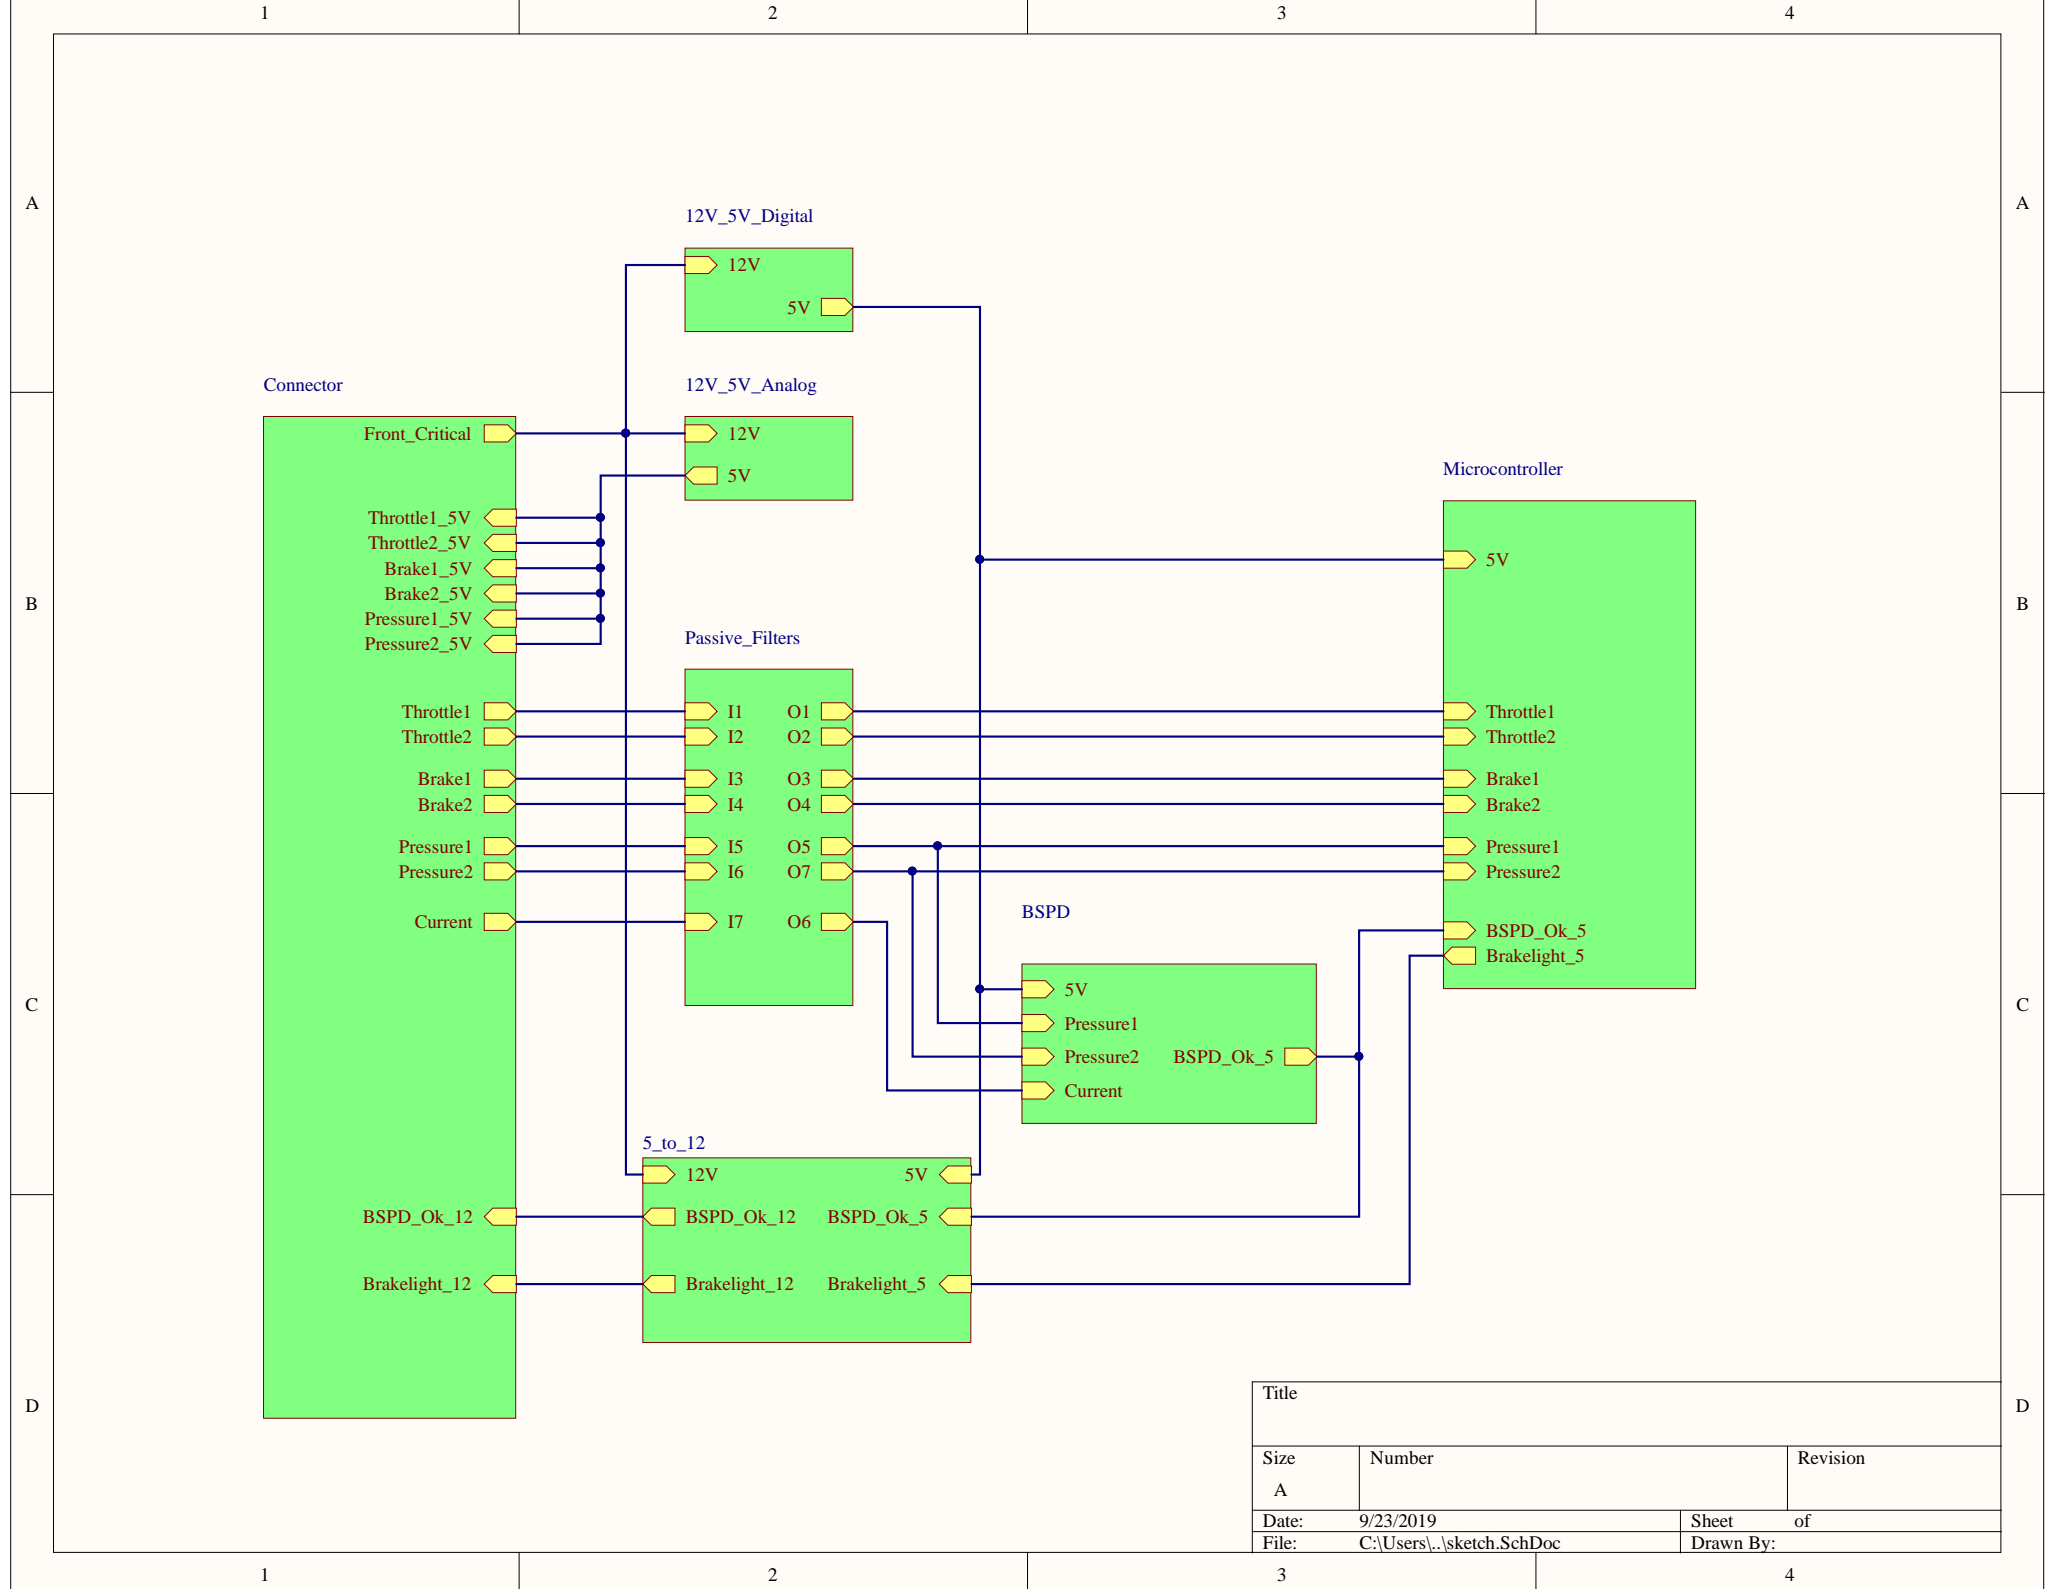 1 2 3 4
A A
12V_5V_Digital
12V
5V
Connector
12V_5V_Analog
Front_Critical
12V
5V
Microcontroller
Throttle1_5V
Throttle2_5V
Brake1_5V
Brake2_5V
Pressure1_5V
Pressure2_5V
5V
B B
Passive_Filters
Throttle1 I1 O1 Throttle1
Throttle2 I2 O2 Throttle2
Brake1 I3 O3 Brake1
Brake2 I4 O4 Brake2
Pressure1 I5 O5 Pressure1
Pressure2 I6 O7 Pressure2
Current I7 O6
BSPD
BSPD_Ok_5
Brakelight_5
C C
5V
Pressure1
Pressure2 BSPD_Ok_5
Current
5_to_12
12V 5V
BSPD_Ok_12 BSPD_Ok_12 BSPD_Ok_5
Brakelight_12 Brakelight_12 Brakelight_5
D D
Title
Size Number Revision
A
Date: 9/23/2019 Sheet of
File: C:\Users\..\sketch.SchDoc Drawn By:
1 2 3 4